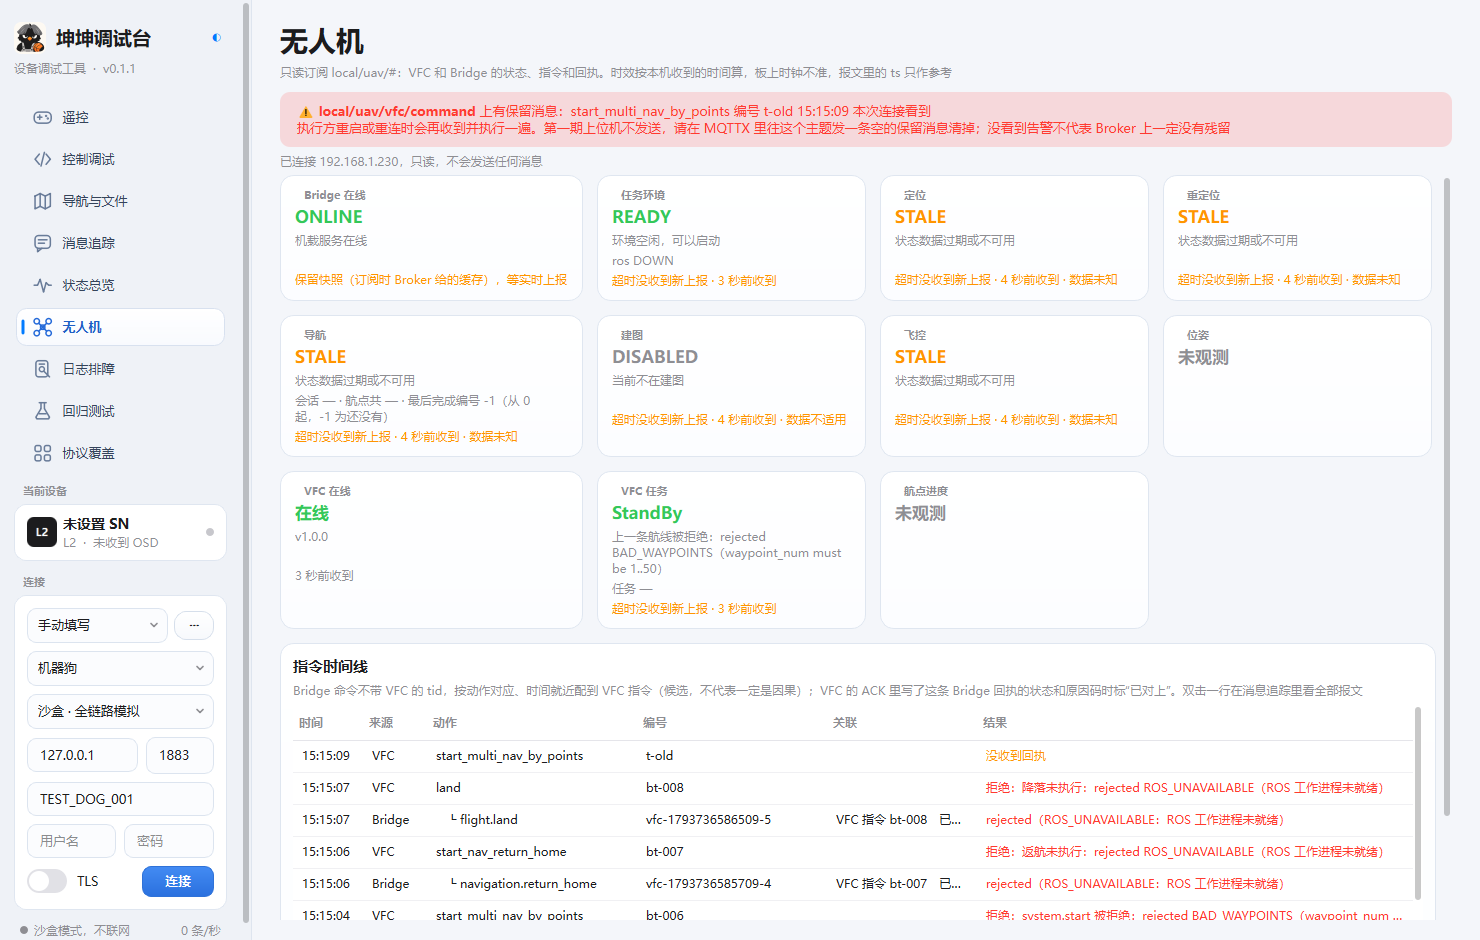 坤坤调试台
设备调试工具 · v0.1.1
遥控
控制调试
导航与文件
消息追踪
状态总览
无人机
日志排障
回归测试
协议覆盖
当前设备
L2
未设置 SN
L2 · 未收到 OSD
连接
手动填写
...
机器狗
沙盒 · 全链路模拟
127.0.0.1
1883
TEST_DOG_001
用户名
密码
TLS
连接
沙盒模式，不联网
0 条/秒
无人机
只读订阅 local/uav/#：VFC 和 Bridge 的状态、指令和回执。时效按本机收到的时间算，板上时钟不准，报文里的 ts 只作参考
local/uav/vfc/command 上有保留消息：start_multi_nav_by_points 编号 t-old 15:15:09 本次连接看到
执行方重启或重连时会再收到并执行一遍。第一期上位机不发送，请在 MQTTX 里往这个主题发一条空的保留消息清掉；没看到告警不代表 Broker 上一定没有残留
已连接 192.168.1.230，只读，不会发送任何消息
Bridge 在线
ONLINE
机载服务在线
保留快照（订阅时 Broker 给的缓存），等实时上报
任务环境
READY
环境空闲，可以启动
ros DOWN
超时没收到新上报 · 3 秒前收到
定位
STALE
状态数据过期或不可用
超时没收到新上报 · 4 秒前收到 · 数据未知
重定位
STALE
状态数据过期或不可用
超时没收到新上报 · 4 秒前收到 · 数据未知
导航
STALE
状态数据过期或不可用
会话 — · 航点共 — · 最后完成编号 -1（从 0
起，-1 为还没有）
超时没收到新上报 · 4 秒前收到 · 数据未知
建图
DISABLED
当前不在建图
超时没收到新上报 · 4 秒前收到 · 数据不适用
飞控
STALE
状态数据过期或不可用
超时没收到新上报 · 4 秒前收到 · 数据未知
位姿
未观测
VFC 在线
在线
v1.0.0
3 秒前收到
VFC 任务
StandBy
上一条航线被拒绝：rejected
BAD_WAYPOINTS（waypoint_num must
be 1..50）
任务 —
超时没收到新上报 · 3 秒前收到
航点进度
未观测
指令时间线
Bridge 命令不带 VFC 的 tid，按动作对应、时间就近配到 VFC 指令（候选，不代表一定是因果）；VFC 的 ACK 里写了这条 Bridge 回执的状态和原因码时标“已对上”。双击一行在消息追踪里看全部报文
时间 来源 动作 编号 关联 结果
15:15:09 VFC start_multi_nav_by_points t-old 没收到回执
15:15:07 VFC land bt-008 拒绝：降落未执行：rejected ROS_UNAVAILABLE（ROS 工作进程未就绪）
15:15:07 Bridge └ flight.land vfc-1793736586509-5 VFC 指令 bt-008 已... rejected（ROS_UNAVAILABLE：ROS 工作进程未就绪）
15:15:06 VFC start_nav_return_home bt-007 拒绝：返航未执行：rejected ROS_UNAVAILABLE（ROS 工作进程未就绪）
15:15:06 Bridge └ navigation.return_home vfc-1793736585709-4 VFC 指令 bt-007 已... rejected（ROS_UNAVAILABLE：ROS 工作进程未就绪）
15:15:04 VFC start_multi_nav_by_points bt-006 拒绝：system.start 被拒绝：rejected BAD_WAYPOINTS（waypoint_num ...